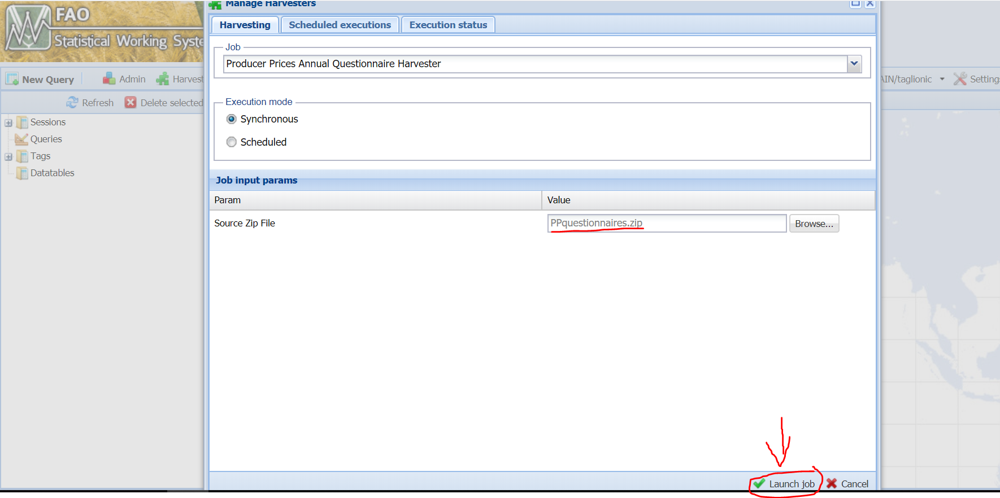 Manage Harvesters
FAO
Statistical Working Syste
Harvesting
Scheduled executions
Execution status
Job
Producer Prices Annual Questionnaire Harvester
New Query
Admin
Harvest
AIN/taglionic
Settings
Execution mode
Refresh
Delete selected
Synchronous
Sessions
Queries
Scheduled
Tags
Datatables
Job input params
Param
Value
Source Zip File
PPquestionnaires.zip
Browse...
Launch job
Cancel